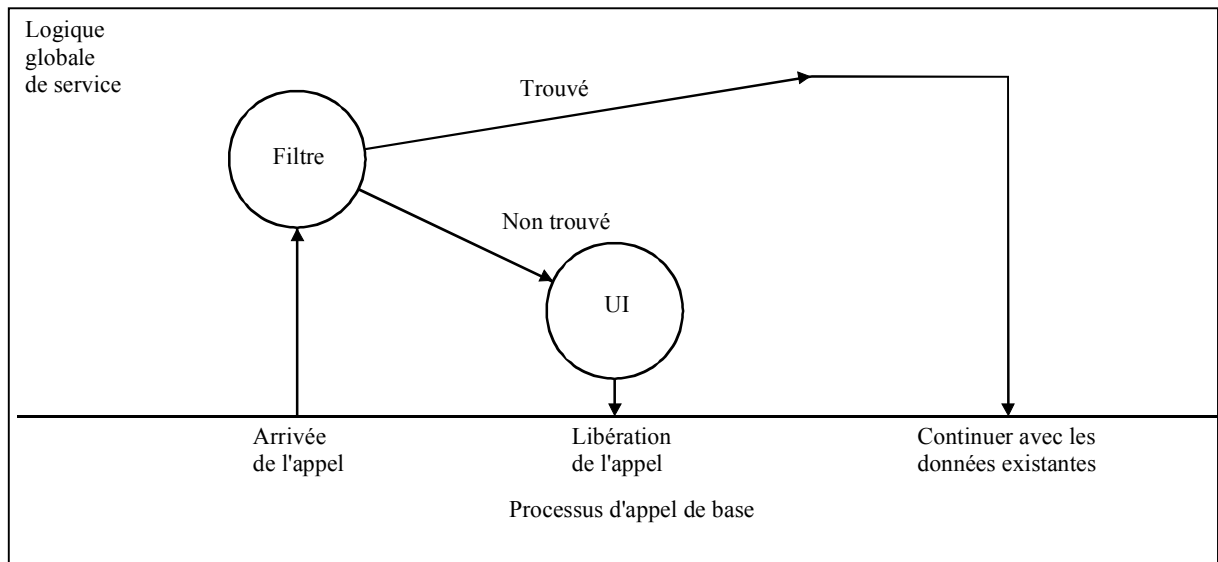 Logique
globale
de service
Trouvé
Filtre
Non trouvé
UI
Arrivée
de l'appel
Libération
de l'appel
Continuer avec les
données existantes
Processus d'appel de base